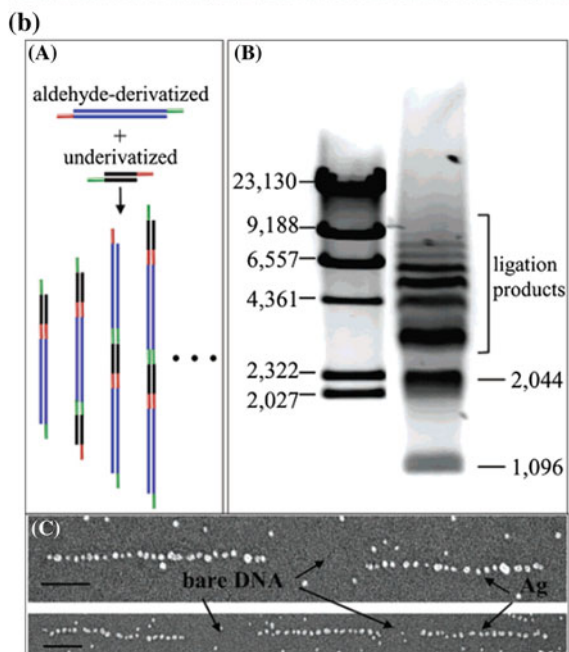 (b)
(A)
aldehyde-derivatized
+
underivatized
(B)
23,130
9,188
6,557
4,361
2,322
2,027
ligation
products
2,044
1,096
(C)
bare DNA
Ag